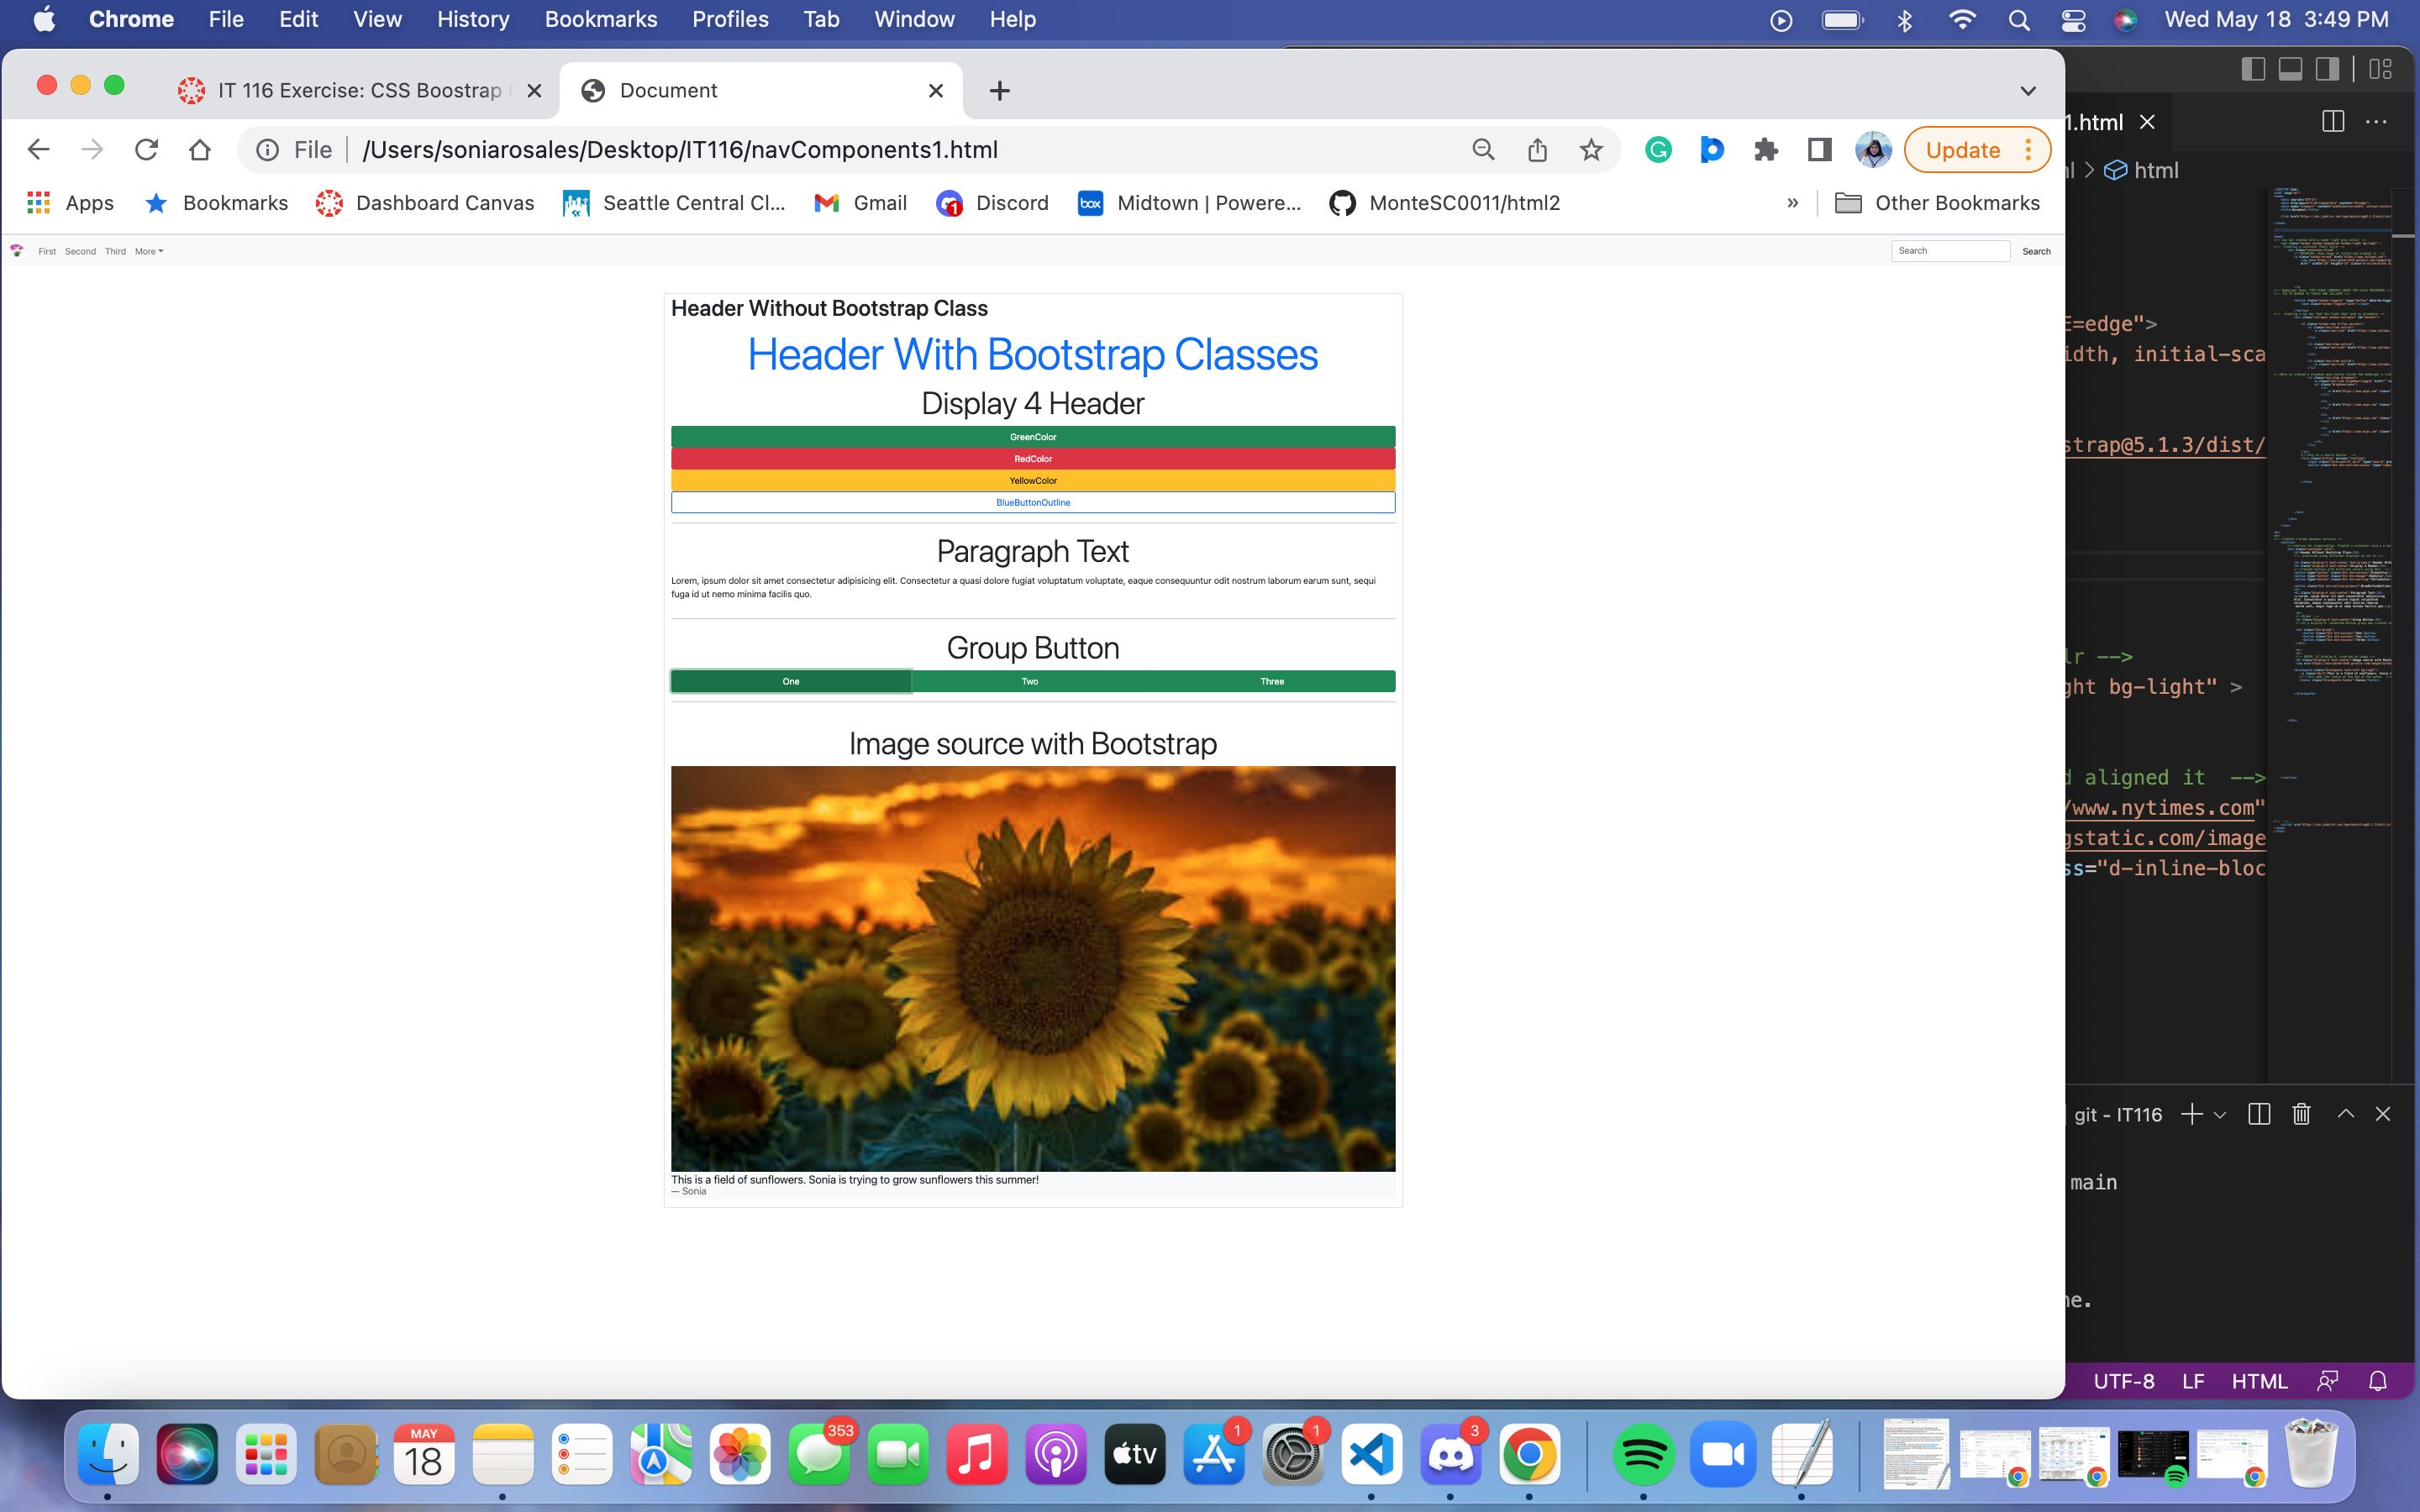 Chrome File Edit View History Bookmarks Profiles Tab Window Help Wed May 18 3:49 PM
IT 116 Exercise: CSS Boostrap
Document
1.html
File /Users/soniarosales/Desktop/IT116/navComponents1.html
Update
html
Apps Bookmarks Dashboard Canvas Seattle Central Cl... Gmail Discord box Midtown | Powere... MonteSC0011/html2 » Other Bookmarks
First Second Third More Search Search
Header Without Bootstrap Class
Header With Bootstrap Classes
Display 4 Header
GreenColor
RedColor
YellowColor
BlueButtonOutline
Paragraph Text
Lorem, ipsum dolor sit amet consectetur adipisicing elit. Consectetur a quasi dolore fugiat voluptatum voluptate, eaque consequuntur odit nostrum laborum earum sunt, sequi
fuga id ut nemo minima facilis quo.
Group Button
One Two Three
Image source with Bootstrap
This is a field of sunflowers. Sonia is trying to grow sunflowers this summer!
— Sonia
E=edge">
idth, initial-sca
strap@5.1.3/dist/
lr -->
ght bg-light" >
d aligned it -->
/www.nytimes.com"
gstatic.com/image
ss="d-inline-bloc
git - IT116
main
ne.
UTF-8 LF HTML
MAY
18
353
tv
1
1
3